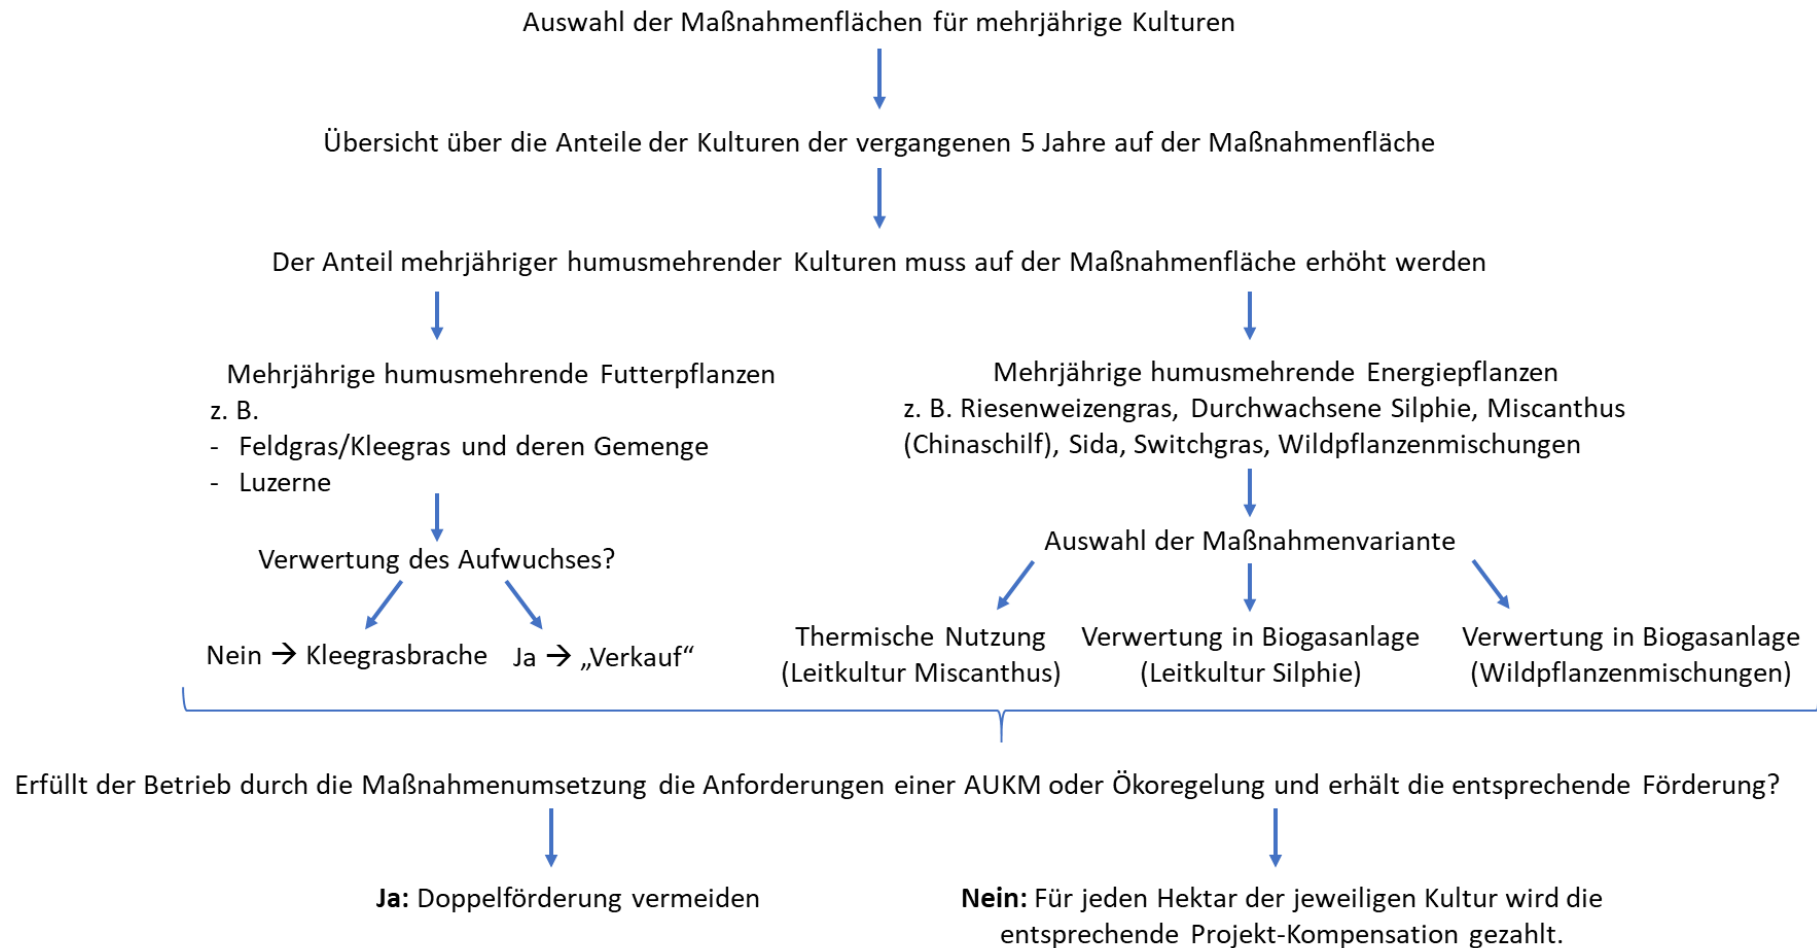 Auswahl der Maßnahmenflächen für mehrjährige Kulturen
Übersicht über die Anteile der Kulturen der vergangenen 5 Jahre auf der Maßnahmenfläche
Der Anteil mehrjähriger humusmehrender Kulturen muss auf der Maßnahmenfläche erhöht werden
Mehrjährige humusmehrende Futterpflanzen
z. B.
- Feldgras/Kleegras und deren Gemenge
- Luzerne
Verwertung des Aufwuchses?
Nein → Kleegrasbrache
Ja → „Verkauf“
Mehrjährige humusmehrende Energiepflanzen
z. B. Riesenweizengras, Durchwachsene Silphie, Miscanthus
(Chinaschilf), Sida, Switchgras, Wildpflanzenmischungen
Auswahl der Maßnahmenvariante
Thermische Nutzung
(Leitkultur Miscanthus)
Verwertung in Biogasanlage
(Leitkultur Silphie)
Verwertung in Biogasanlage
(Wildpflanzenmischungen)
Erfüllt der Betrieb durch die Maßnahmenumsetzung die Anforderungen einer AUKM oder Ökoregelung und erhält die entsprechende Förderung?
Ja: Doppelförderung vermeiden
Nein: Für jeden Hektar der jeweiligen Kultur wird die
entsprechende Projekt-Kompensation gezahlt.